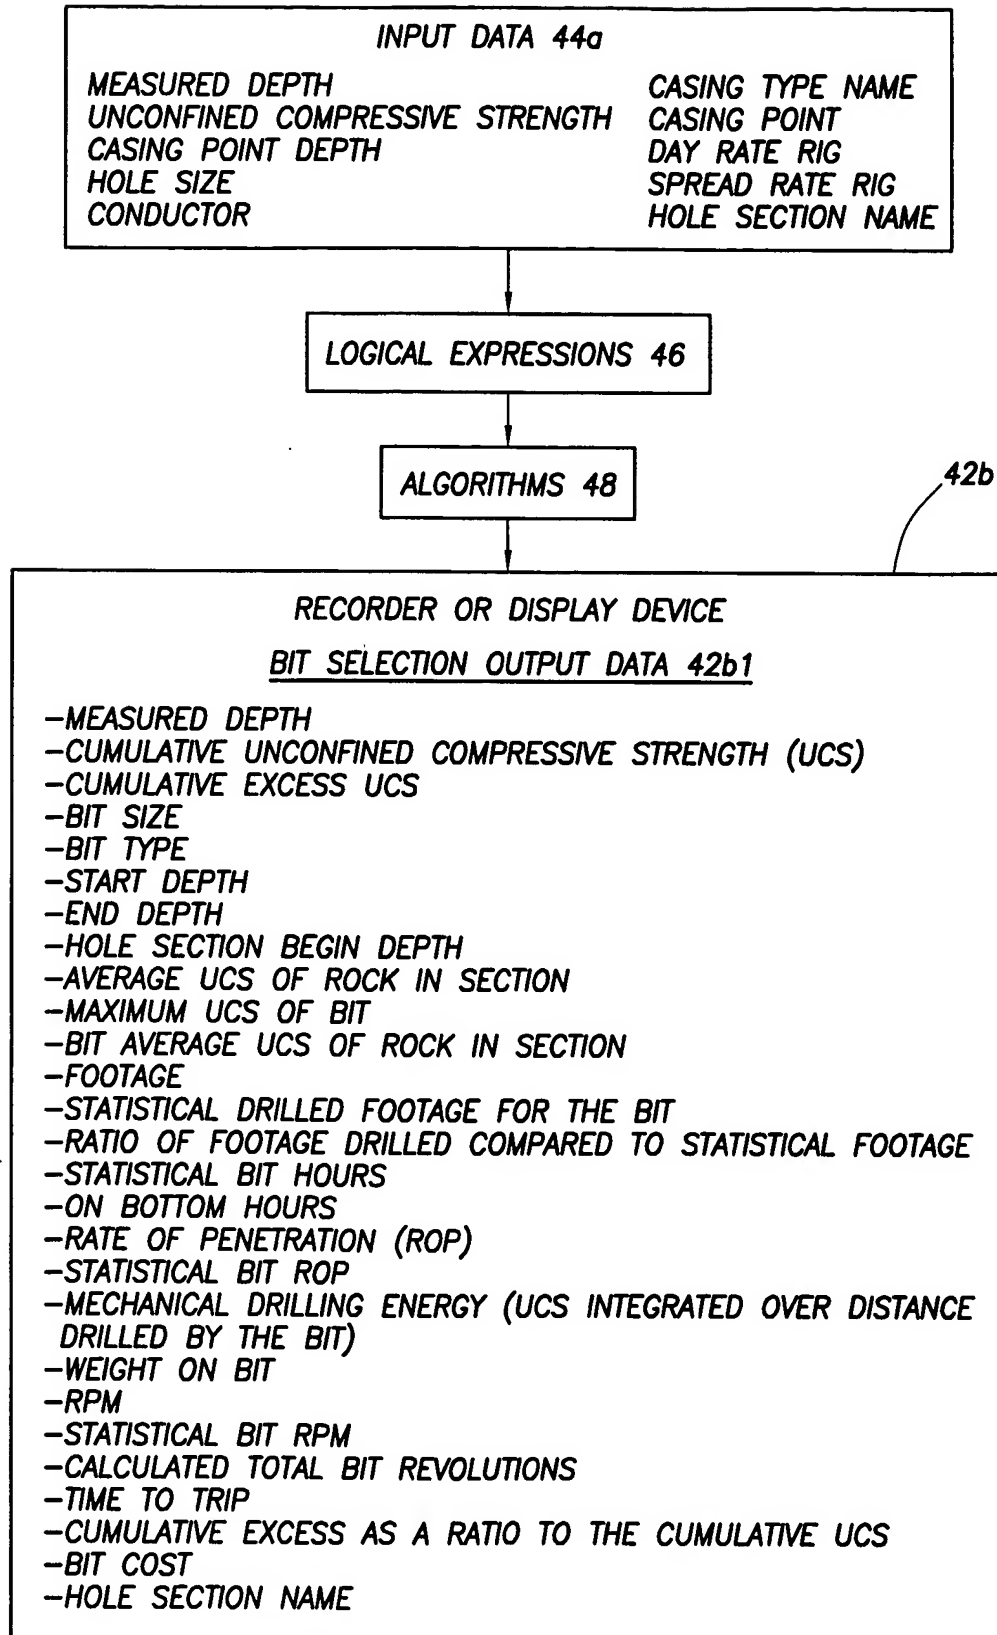 INPUT DATA 44a
MEASURED DEPTH
UNCONFINED COMPRESSIVE STRENGTH
CASING POINT DEPTH
HOLE SIZE
CONDUCTOR
CASING TYPE NAME
CASING POINT
DAY RATE RIG
SPREAD RATE RIG
HOLE SECTION NAME
LOGICAL EXPRESSIONS 46
ALGORITHMS 48
42b
RECORDER OR DISPLAY DEVICE
BIT SELECTION OUTPUT DATA 42b1
-MEASURED DEPTH
-CUMULATIVE UNCONFINED COMPRESSIVE STRENGTH (UCS)
-CUMULATIVE EXCESS UCS
-BIT SIZE
-BIT TYPE
-START DEPTH
-END DEPTH
-HOLE SECTION BEGIN DEPTH
-AVERAGE UCS OF ROCK IN SECTION
-MAXIMUM UCS OF BIT
-BIT AVERAGE UCS OF ROCK IN SECTION
-FOOTAGE
-STATISTICAL DRILLED FOOTAGE FOR THE BIT
-RATIO OF FOOTAGE DRILLED COMPARED TO STATISTICAL FOOTAGE
-STATISTICAL BIT HOURS
-ON BOTTOM HOURS
-RATE OF PENETRATION (ROP)
-STATISTICAL BIT ROP
-MECHANICAL DRILLING ENERGY (UCS INTEGRATED OVER DISTANCE
DRILLED BY THE BIT)
-WEIGHT ON BIT
-RPM
-STATISTICAL BIT RPM
-CALCULATED TOTAL BIT REVOLUTIONS
-TIME TO TRIP
-CUMULATIVE EXCESS AS A RATIO TO THE CUMULATIVE UCS
-BIT COST
-HOLE SECTION NAME